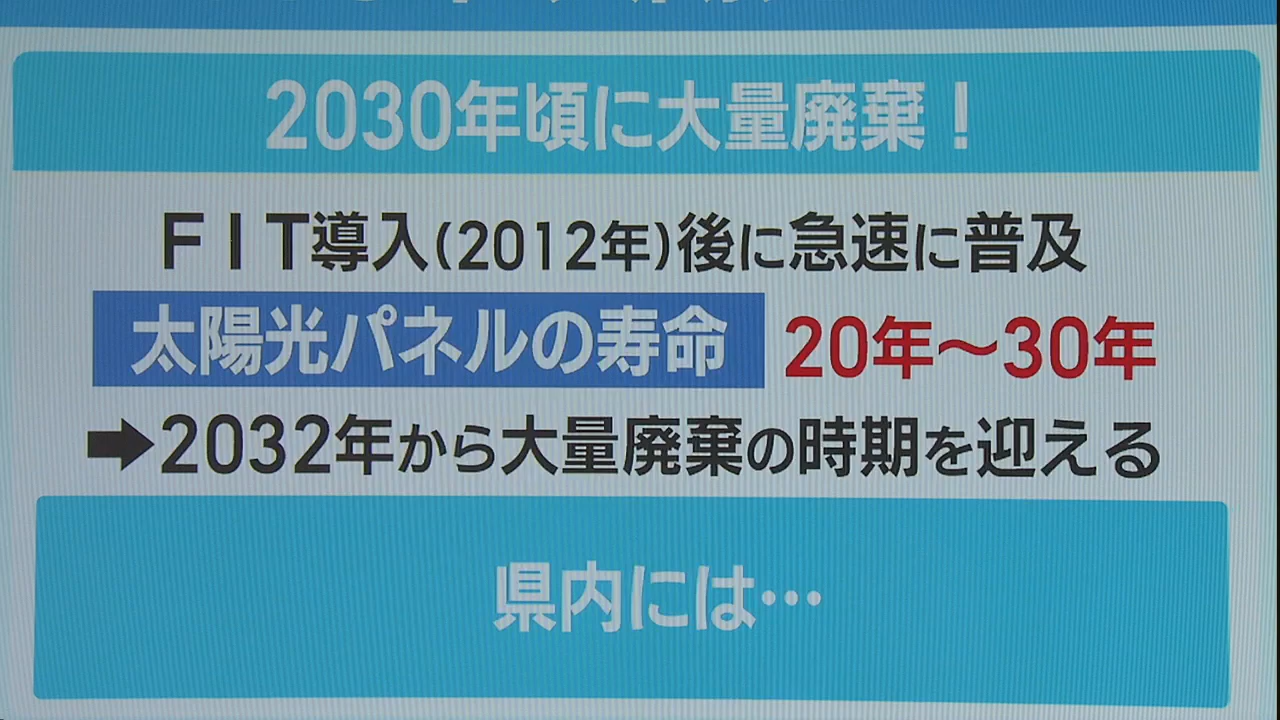 2030年頃に大量廃棄!
FIT導入(2012年)後に急速に普及
太陽光パネルの寿命 20年～30年
➡2032年から大量廃棄の時期を迎える
県内には…